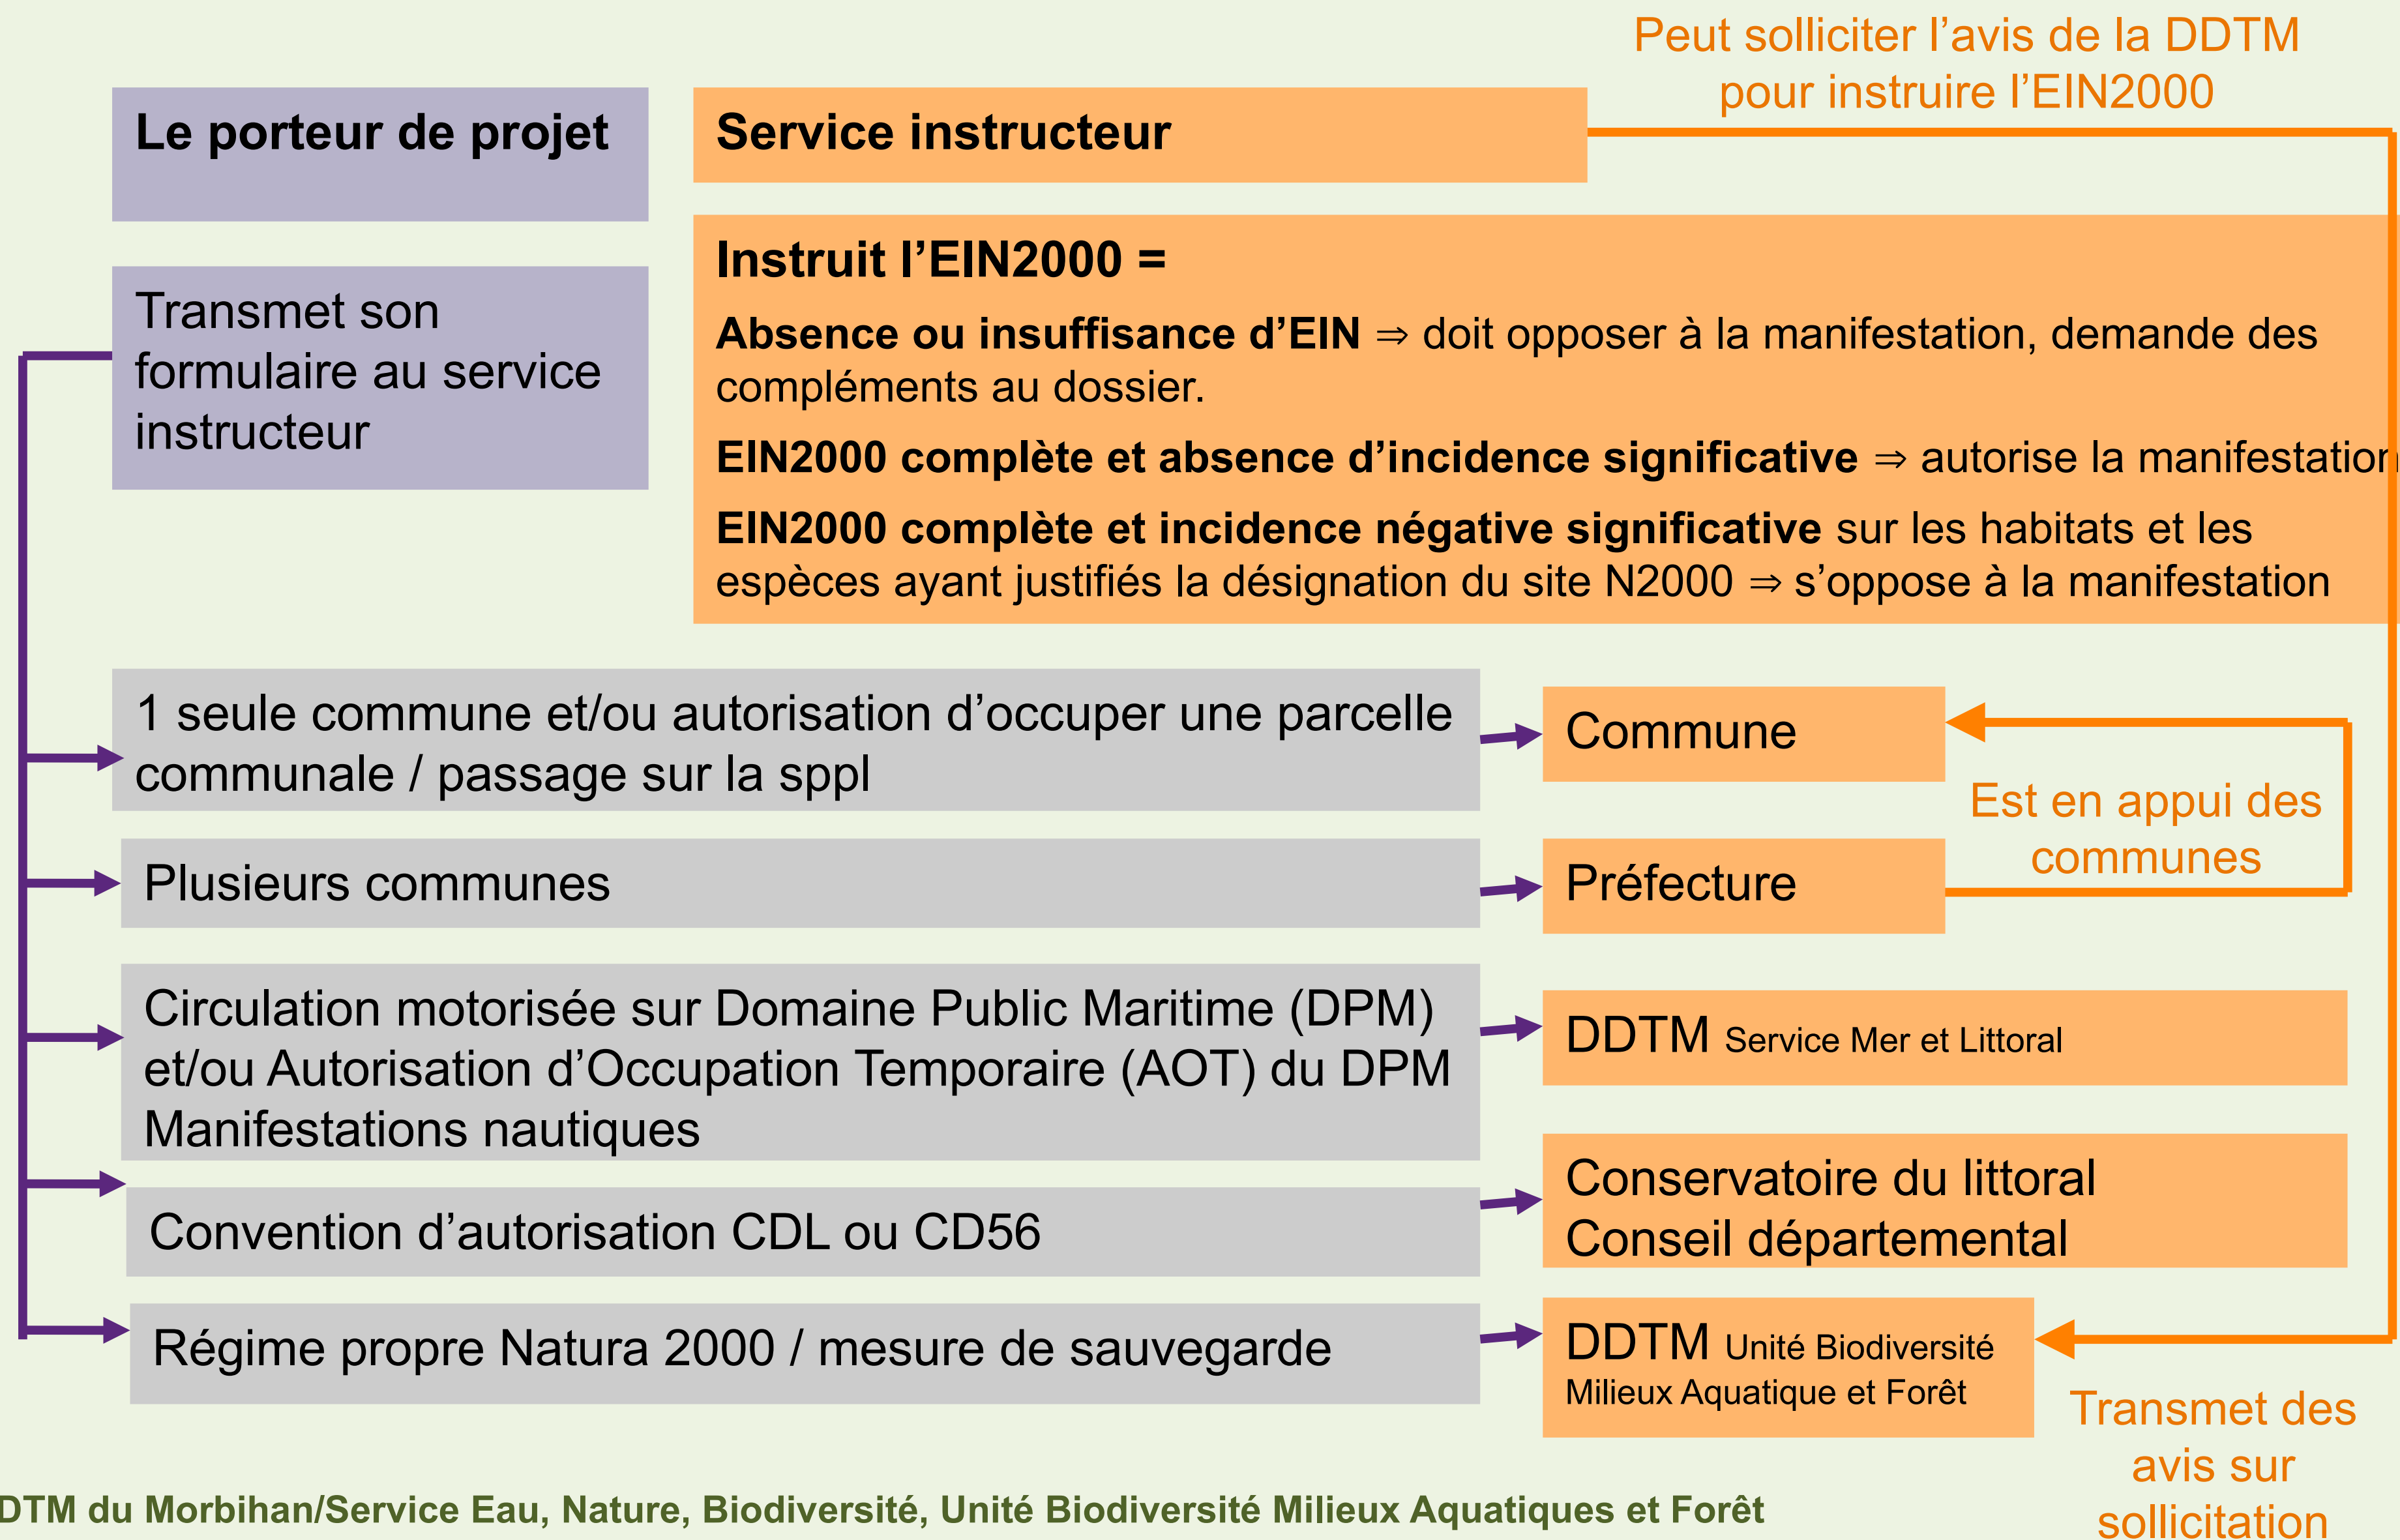 Peut solliciter l’avis de la DDTM
pour instruire l’EIN2000
Le porteur de projet
Service instructeur
Transmet son
formulaire au service
instructeur
Instruit l’EIN2000 =
Absence ou insuffisance d’EIN ⇒ doit opposer à la manifestation, demande des
compléments au dossier.
EIN2000 complète et absence d’incidence significative ⇒ autorise la manifestation
EIN2000 complète et incidence négative significative sur les habitats et les
espèces ayant justifiés la désignation du site N2000 ⇒ s’oppose à la manifestation
1 seule commune et/ou autorisation d’occuper une parcelle
communale / passage sur la sppl
Commune
Est en appui des
communes
Plusieurs communes
Préfecture
Circulation motorisée sur Domaine Public Maritime (DPM)
et/ou Autorisation d’Occupation Temporaire (AOT) du DPM
Manifestations nautiques
DDTM Service Mer et Littoral
Convention d’autorisation CDL ou CD56
Conservatoire du littoral
Conseil départemental
Régime propre Natura 2000 / mesure de sauvegarde
DDTM Unité Biodiversité
Milieux Aquatique et Forêt
Transmet des
avis sur
sollicitation
DTM du Morbihan/Service Eau, Nature, Biodiversité, Unité Biodiversité Milieux Aquatiques et Forêt